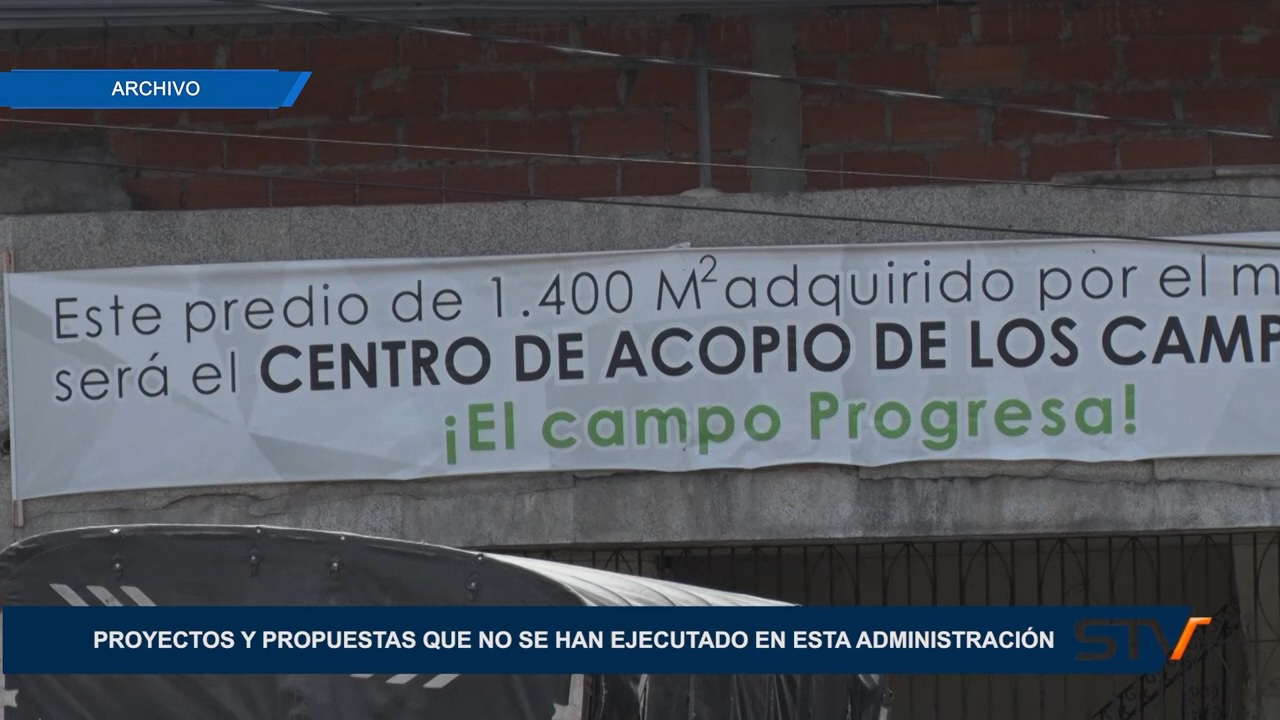 ARCHIVO
Este predio de 1.400 M² adquirido por el
será el CENTRO DE ACOPIO DE LOS
¡El campo Progresa!
PROYECTOS Y PROPUESTAS QUE NO SE HAN EJECUTADO EN ESTA ADMINISTRACIÓN
STV